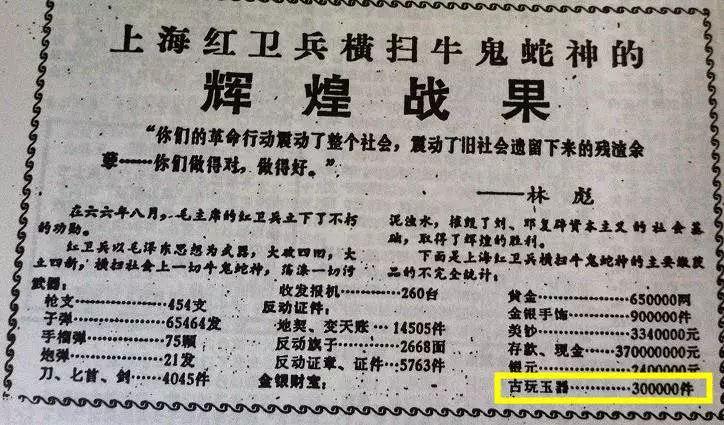 上海红卫兵横扫牛鬼蛇神的
辉煌战果
“你们的革命行动震动了整个社会，震动了旧社会遗留下来的残渣余
孽……你们做得对，做得好。”
——林彪
在六六年八月，毛主席的红卫兵立下了不朽
的功勋。
红卫兵以毛泽东思想为武器，大破四旧，大
立四新，横扫社会上一切牛鬼蛇神，荡涤一切污
泥浊水，摧毁了刘、邓复辟资本主义的社会基
础，取得了辉煌的胜利。
下面是上海红卫兵横扫牛鬼蛇神的主要缴获
品的不完全统计：
武器：
枪支……………454支
子弹……………65464发
手榴弹…………75颗
炮弹……………21发
刀、七首、剑……4045件
收发报机…………260台
反动证件：
地契、变天账…14505件
反动旗子…………2668面
反动证章、证件…5763件
金银财宝：
黄金……………650000两
金银手饰………900000件
美钞……………3340000元
存款、现金…370000000元
银元……………2400000元
古玩玉器………300000件